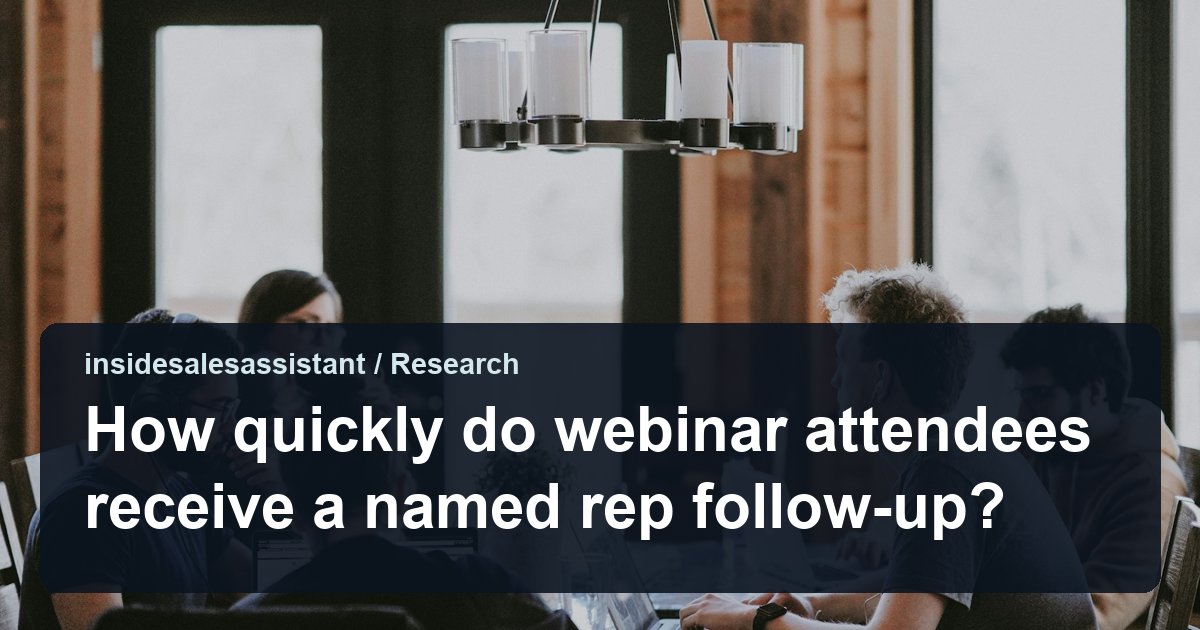 insidesalesassistant / Research
How quickly do webinar attendees
receive a named rep follow-up?